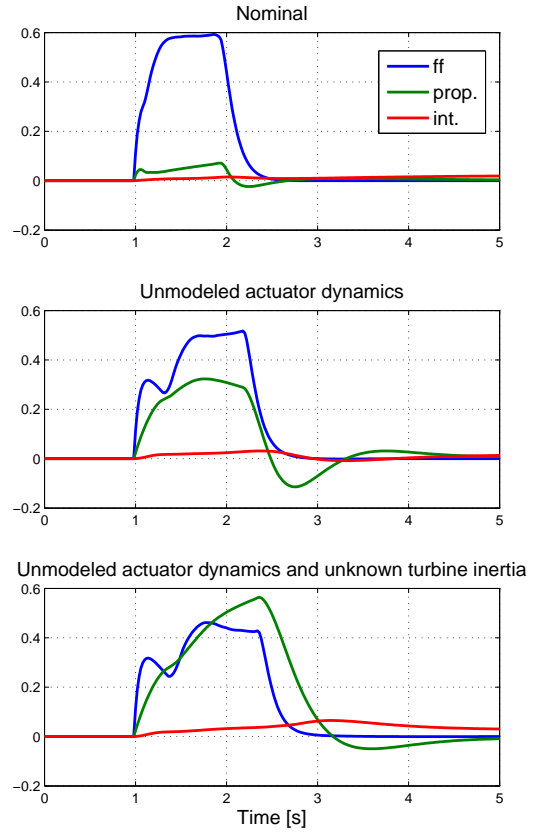 Nominal
0.6
0.4
0.2
0
−0.2
ff
prop.
int.
0 1 2 3 4 5
Unmodeled actuator dynamics
0.6
0.4
0.2
0
−0.2
0 1 2 3 4 5
Unmodeled actuator dynamics and unknown turbine inertia
0.6
0.4
0.2
0
−0.2
0 1 2 3 4 5
Time [s]